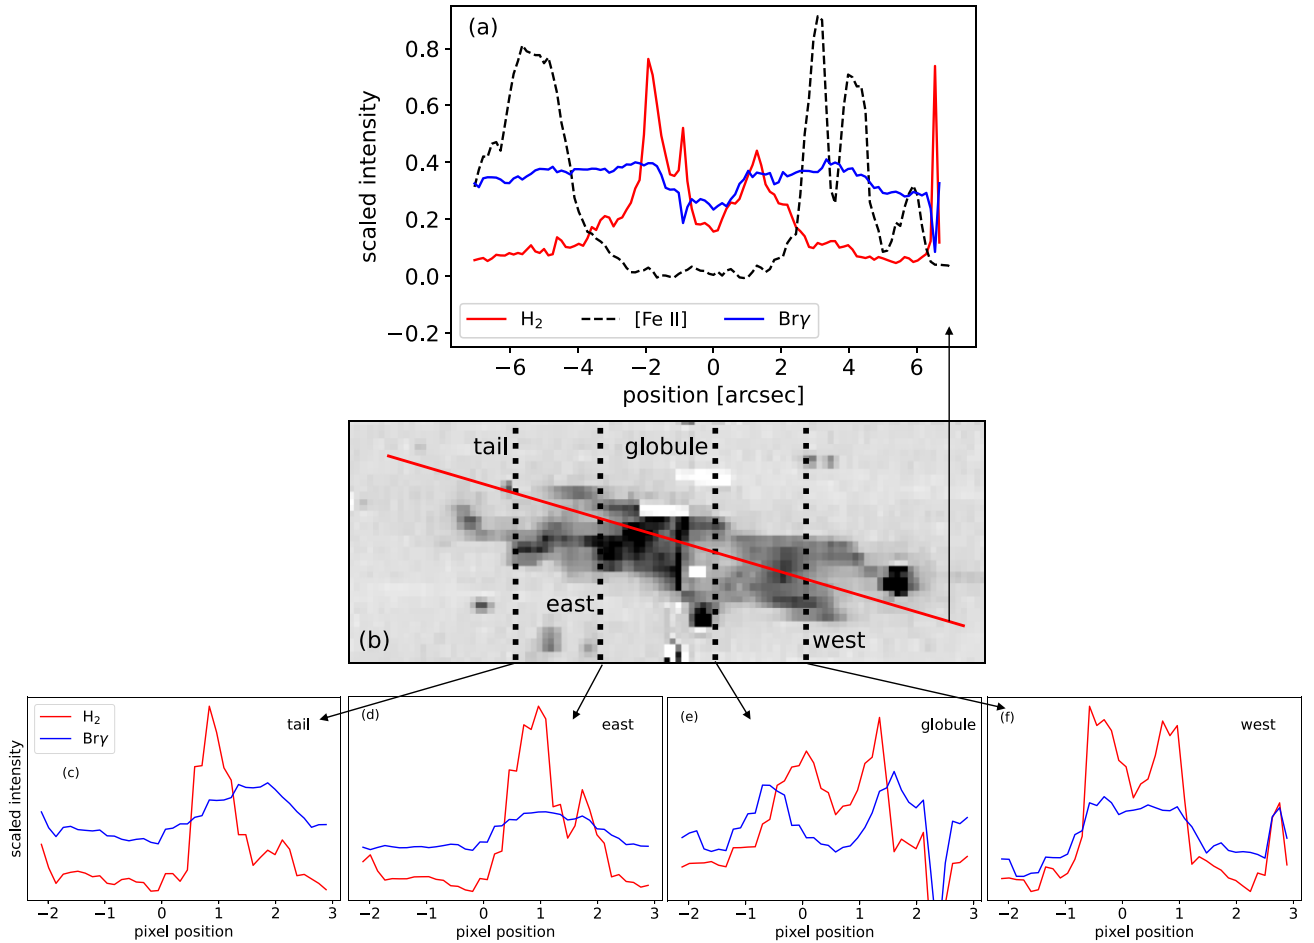 (a)
scaled intensity
0.8
0.6
0.4
0.2
0.0
−0.2
H₂ [Fe II] Brγ
−6 −4 −2 0 2 4 6
position [arcsec]
tail globule
east
(b) west
H₂
Brγ
tail
(c)
scaled intensity
−2 −1 0 1 2 3
pixel position
(d) east
−2 −1 0 1 2 3
pixel position
(e) globule
−2 −1 0 1 2 3
pixel position
(f) west
−2 −1 0 1 2 3
pixel position